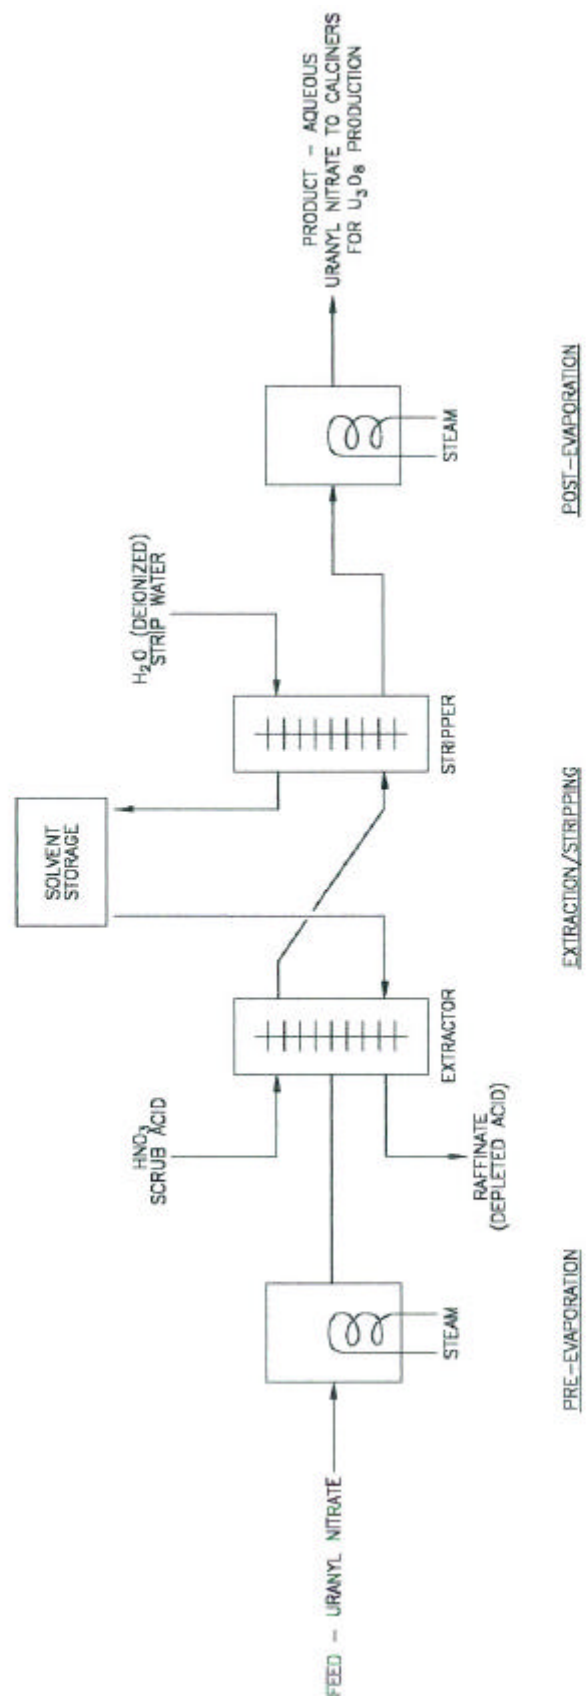 FEED - URANYL NITRATE
STEAM
PRE-EVAPORATION
HNO₃
SCRUB ACID
EXTRACTOR
RAFFINATE
(DEPLETED ACID)
SOLVENT
STORAGE
EXTRACTION/STRIPPING
H₂O (DEIONIZED)
STRIP WATER
STRIPPER
STEAM
POST-EVAPORATION
PRODUCT - AQUEOUS
URANYL NITRATE TO CALCINERS
FOR U₃O₈ PRODUCTION